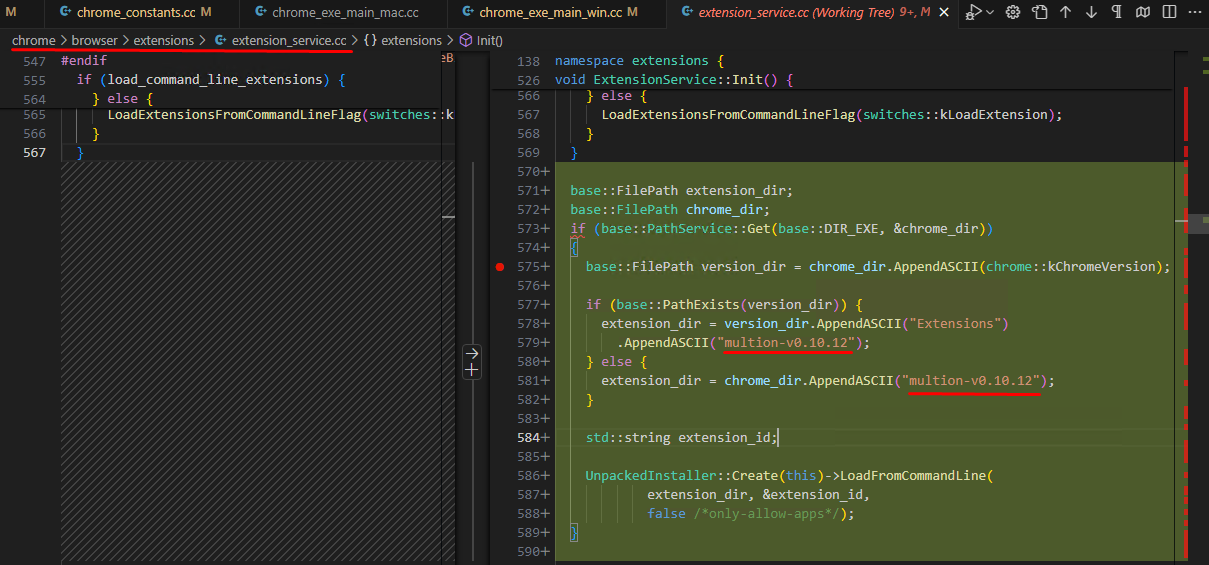 M chrome_constants.cc M chrome_exe_main_mac.cc chrome_exe_main_win.cc M extension_service.cc (Working Tree) 9+, M
chrome > browser > extensions > extension_service.cc > {} extensions > Init()
547 #endif
555 if (load_command_line_extensions) {
564 } else {
565 LoadExtensionsFromCommandLineFlag(switches::k
566 }
567 }
eB
138 namespace extensions {
526 void ExtensionService::Init() {
566 } else {
567 LoadExtensionsFromCommandLineFlag(switches::kLoadExtension);
568 }
569 }
570+
571+ base::FilePath extension_dir;
572+ base::FilePath chrome_dir;
573+ if (base::PathService::Get(base::DIR_EXE, &chrome_dir))
574+ {
575+ base::FilePath version_dir = chrome_dir.AppendASCII(chrome::kChromeVersion);
576+
577+ if (base::PathExists(version_dir)) {
578+ extension_dir = version_dir.AppendASCII("Extensions")
579+ .AppendASCII("multion-v0.10.12");
580+ } else {
581+ extension_dir = chrome_dir.AppendASCII("multion-v0.10.12");
582+ }
583+
584+ std::string extension_id;
585+
586+ UnpackedInstaller::Create(this)->LoadFromCommandLine(
587+ extension_dir, &extension_id,
588+ false /*only-allow-apps*/);
589+ }
590+